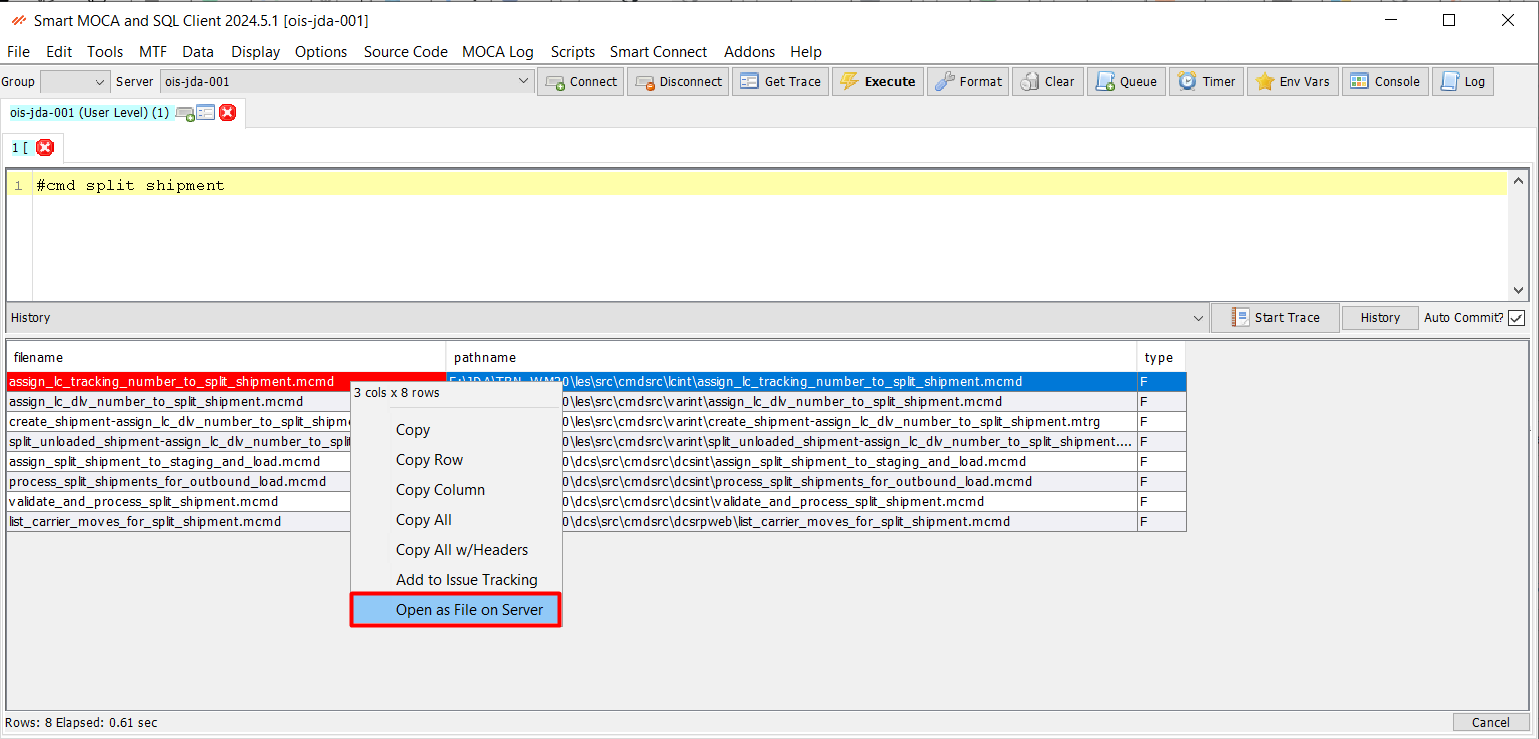 Smart MOCA and SQL Client 2024.5.1 [ois-jda-001]
File Edit Tools MTF Data Display Options Source Code MOCA Log Scripts Smart Connect Addons Help
Group Server ois-jda-001 Connect Disconnect Get Trace Execute Format Clear Queue Timer Env Vars Console Log
ois-jda-001 (User Level) (1)
1 [
1 #cmd split shipment
History Start Trace History Auto Commit?
filename pathname type
assign_lc_tracking_number_to_split_shipment.mcmd 0\les\src\cmdsrc\lcint\assign_lc_tracking_number_to_split_shipment.mcmd F
3 cols x 8 rows
assign_lc_dlv_number_to_split_shipment.mcmd 0\les\src\cmdsrc\varint\assign_lc_dlv_number_to_split_shipment.mcmd F
create_shipment-assign_lc_dlv_number_to_split_shipme 0\les\src\cmdsrc\varint\create_shipment-assign_lc_dlv_number_to_split_shipment.mtrg F
split_unloaded_shipment-assign_lc_dlv_number_to_split 0\les\src\cmdsrc\varint\split_unloaded_shipment-assign_lc_dlv_number_to_split_shipment....  F
assign_split_shipment_to_staging_and_load.mcmd 0\dcs\src\cmdsrc\dcsint\assign_split_shipment_to_staging_and_load.mcmd F
process_split_shipments_for_outbound_load.mcmd 0\dcs\src\cmdsrc\dcsint\process_split_shipments_for_outbound_load.mcmd F
validate_and_process_split_shipment.mcmd 0\dcs\src\cmdsrc\dcsint\validate_and_process_split_shipment.mcmd F
list_carrier_moves_for_split_shipment.mcmd 0\dcs\src\cmdsrc\dcsrpweb\list_carrier_moves_for_split_shipment.mcmd F
Copy
Copy Row
Copy Column
Copy All
Copy All w/Headers
Add to Issue Tracking
Open as File on Server
Rows: 8 Elapsed: 0.61 sec Cancel